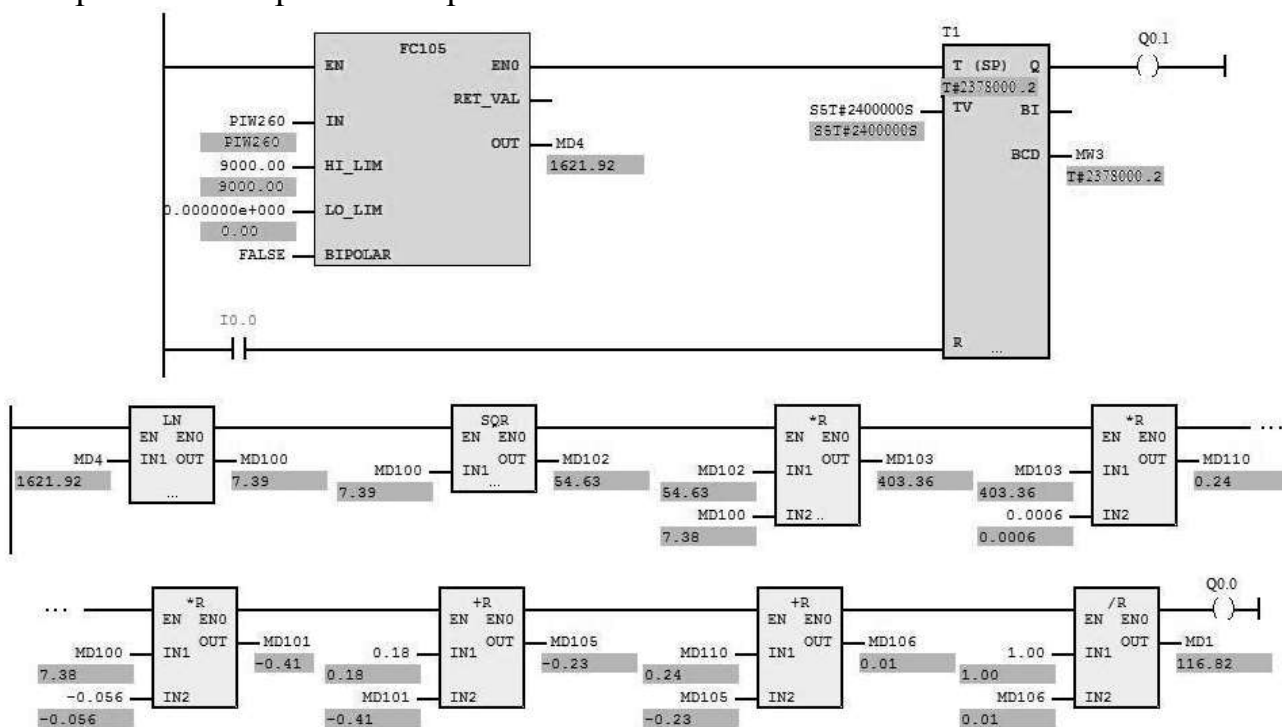 T1
FC105
Q0.1
EN ENO
T (SP) Q
T#2378000.2
RET_VAL
S5T#2400000S
TV BI
S5T#2400000S
PIW260 IN
PIW260
OUT MD4
1621.92
BCD MW3
T#2378000.2
9000.00 HI_LIM
9000.00
0.000000e+000 LO_LIM
0.00
FALSE BIPOLAR
I0.0
R ...
LN SQR *R *R
EN ENO EN ENO EN ENO EN ENO ...
MD4 IN1 OUT MD100 MD100 IN1 OUT MD102 MD102 IN1 OUT MD103 MD103 IN1 OUT MD110
1621.92 7.39 7.39 54.63 54.63 403.36 403.36 0.24
... ... MD100 IN2.. 0.0006 IN2
7.38 0.0006
*R +R +R /R Q0.0
... EN ENO EN ENO EN ENO EN ENO
MD100 IN1 OUT MD101 0.18 IN1 OUT MD105 MD110 IN1 OUT MD106 1.00 IN1 OUT MD1
7.38 -0.41 0.18 -0.23 0.24 0.01 1.00 116.82
-0.056 IN2 MD101 IN2 MD105 IN2 MD106 IN2
-0.056 -0.41 -0.23 0.01